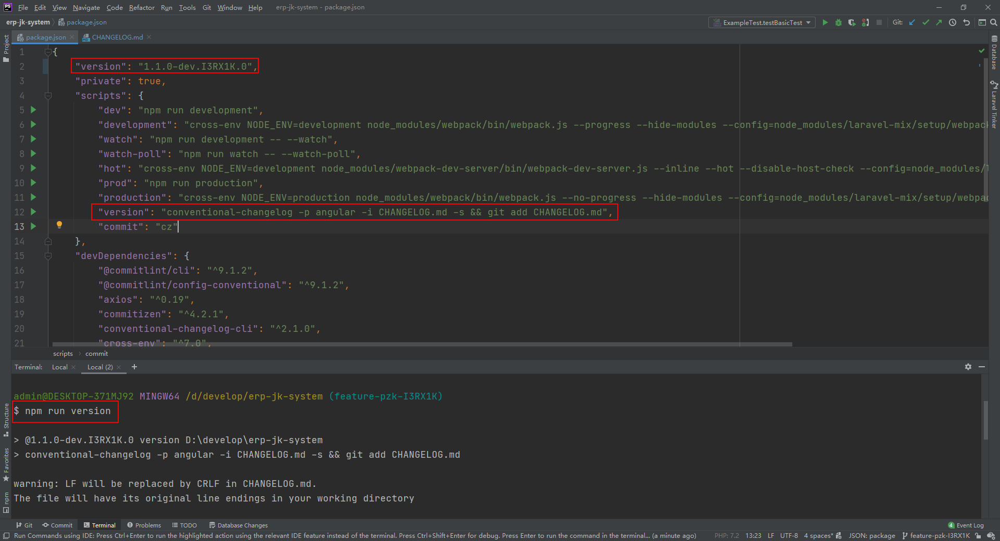 PS File Edit View Navigate Code Refactor Run Tools Git Window Help erp-jk-system - package.json
erp-jk-system package.json ExampleTest.testBasicTest Git:
package.json CHANGELOG.md
Project
Database
Laravel Tinker
1 {
2 "version": "1.1.0-dev.I3RX1K.0",
3 "private": true,
4 "scripts": {
5 "dev": "npm run development",
6 "development": "cross-env NODE_ENV=development node_modules/webpack/bin/webpack.js --progress --hide-modules --config=node_modules/laravel-mix/setup/webpack
7 "watch": "npm run development -- --watch",
8 "watch-poll": "npm run watch -- --watch-poll",
9 "hot": "cross-env NODE_ENV=development node_modules/webpack-dev-server/bin/webpack-dev-server.js --inline --hot --disable-host-check --config=node_modules/l
10 "prod": "npm run production",
11 "production": "cross-env NODE_ENV=production node_modules/webpack/bin/webpack.js --no-progress --hide-modules --config=node_modules/laravel-mix/setup/webpac
12 "version": "conventional-changelog -p angular -i CHANGELOG.md -s && git add CHANGELOG.md",
13 "commit": "cz"
14 },
15 "devDependencies": {
16 "@commitlint/cli": "^9.1.2",
17 "@commitlint/config-conventional": "^9.1.2",
18 "axios": "^0.19",
19 "commitizen": "^4.2.1",
20 "conventional-changelog-cli": "^2.1.0",
21 "cross-env": "^7.0",
scripts commit
Terminal: Local Local (2)
admin@DESKTOP-371MJ92 MINGW64 /d/develop/erp-jk-system (feature-pzk-I3RX1K)
$ npm run version
> @1.1.0-dev.I3RX1K.0 version D:\develop\erp-jk-system
> conventional-changelog -p angular -i CHANGELOG.md -s && git add CHANGELOG.md
warning: LF will be replaced by CRLF in CHANGELOG.md.
The file will have its original line endings in your working directory
Structure
Favorites
npm
Git Commit Terminal Problems TODO Database Changes 4 Event Log
Run Commands using IDE: Press Ctrl+Enter to run the highlighted action using the relevant IDE feature instead of the terminal. Press Ctrl+Shift+Enter for debug. Press Enter to run the command in the terminal... (a minute ago) PHP: 7.2 13:23 LF UTF-8 4 spaces* JSON: package feature-pzk-I3RX1K